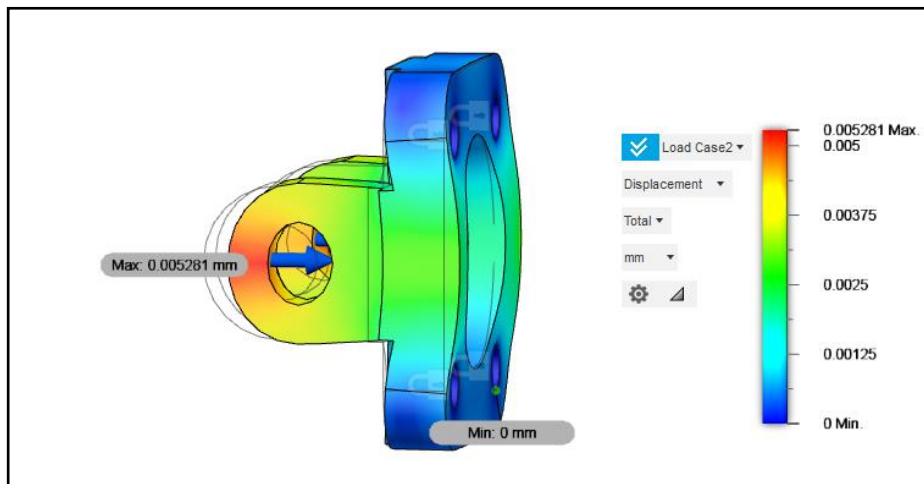 Max: 0.005281 mm
Min: 0 mm
Load Case2
Displacement
Total
mm
0.005281 Max.
0.005
0.00375
0.0025
0.00125
0 Min.